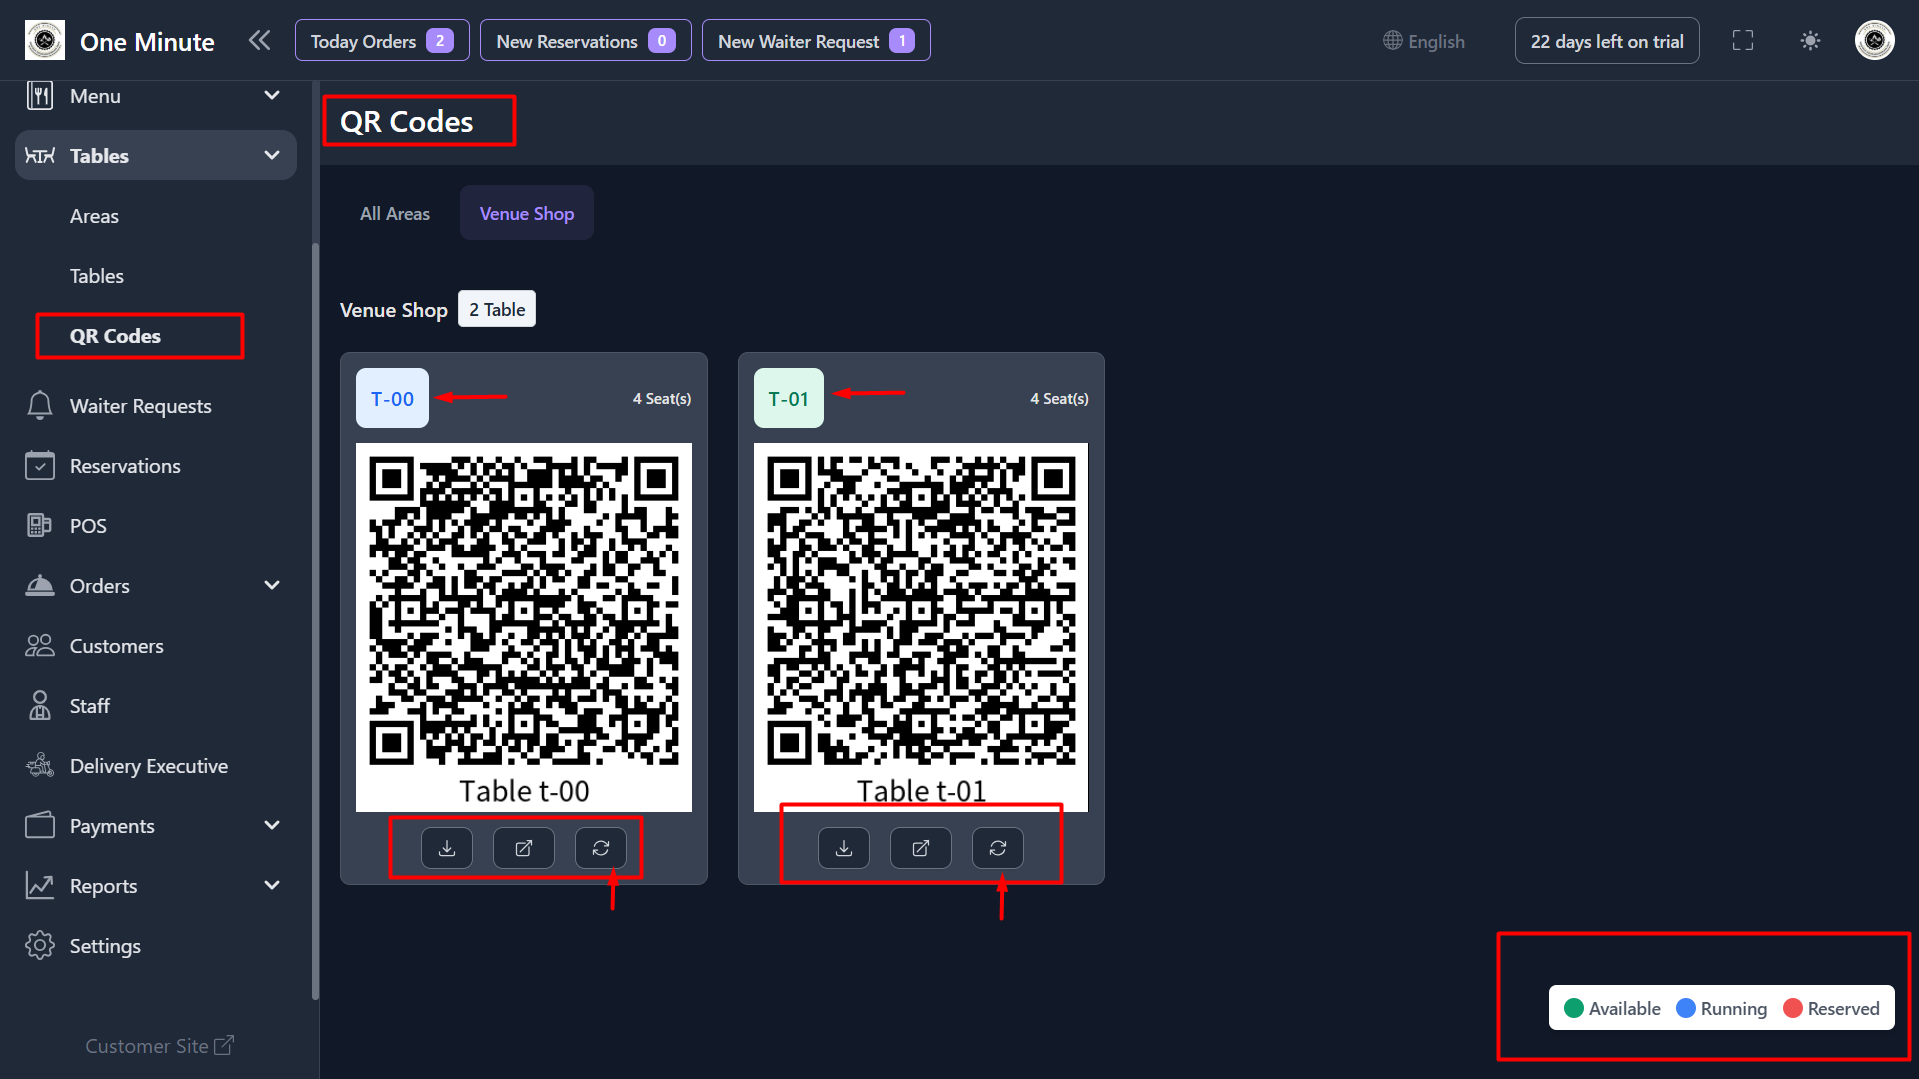 One Minute
Today Orders 2
New Reservations 0
New Waiter Request 1
English
22 days left on trial
Menu
Tables
Areas
Tables
QR Codes
Waiter Requests
Reservations
POS
Orders
Customers
Staff
Delivery Executive
Payments
Reports
Settings
Customer Site
QR Codes
All Areas
Venue Shop
Venue Shop 2 Table
T-00
4 Seat(s)
Table t-00
T-01
4 Seat(s)
Table t-01
Available
Running
Reserved